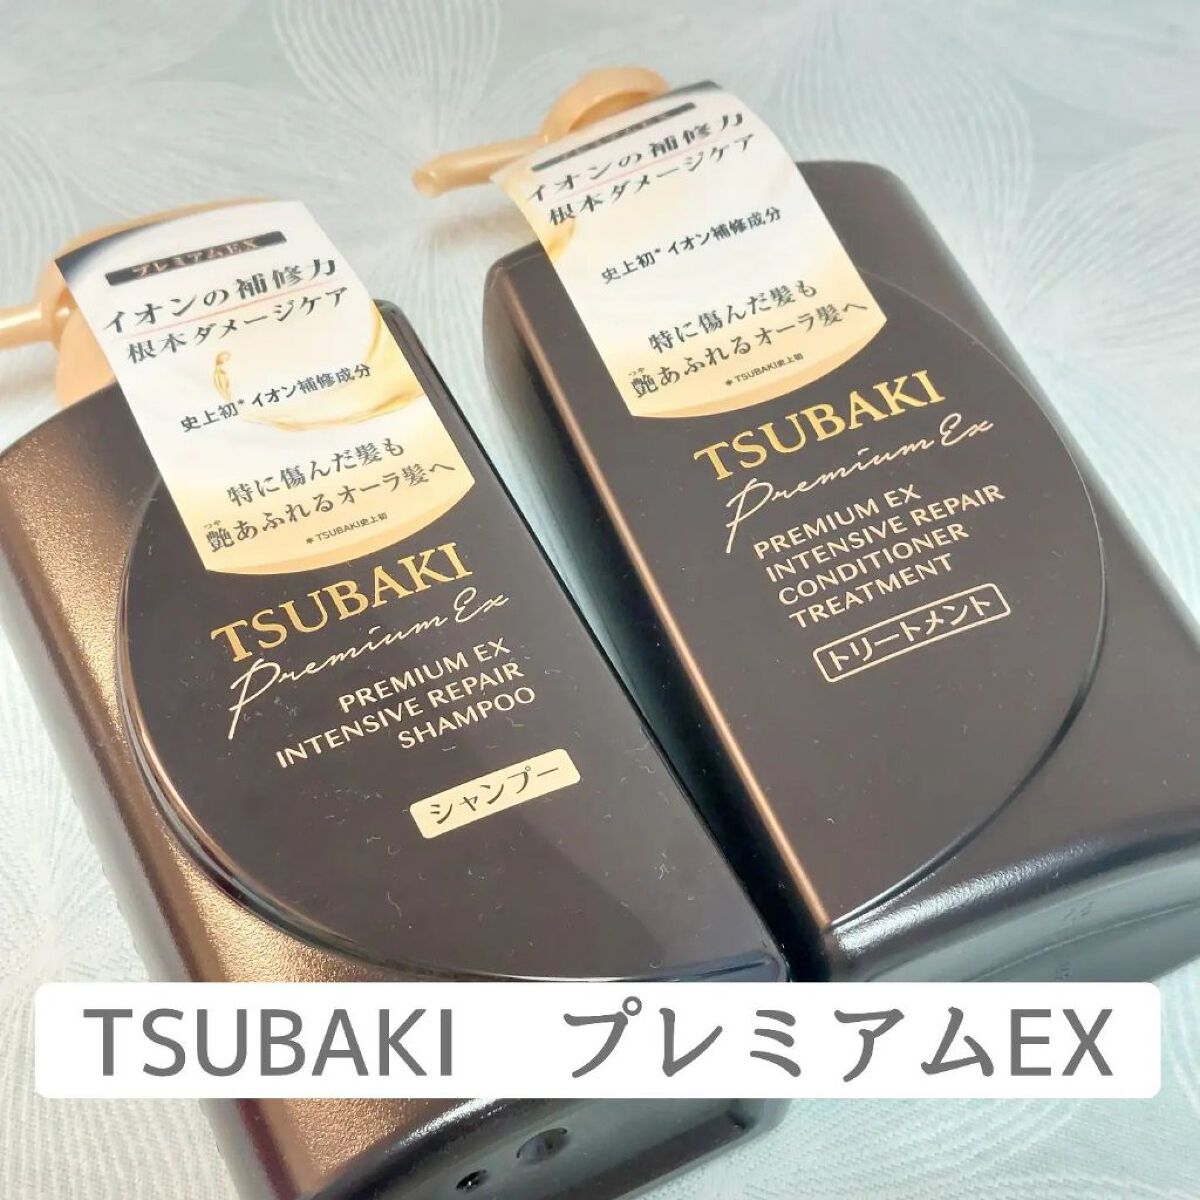 プレミアムEX
イオンの補修力
根本ダメージケア
史上初* イオン補修成分
特に傷んだ髪も
つや
艶あふれるオーラ髪へ
*TSUBAKI史上初
TSUBAKI
Premium Ex
PREMIUM EX
INTENSIVE REPAIR
SHAMPOO
シャンプー
イオンの補修力
根本ダメージケア
史上初* イオン補修成分
特に傷んだ髪も
つや
艶あふれるオーラ髪へ
*TSUBAKI史上初
TSUBAKI
Premium Ex
PREMIUM EX
INTENSIVE REPAIR
CONDITIONER
TREATMENT
トリートメント
TSUBAKI　プレミアムEX